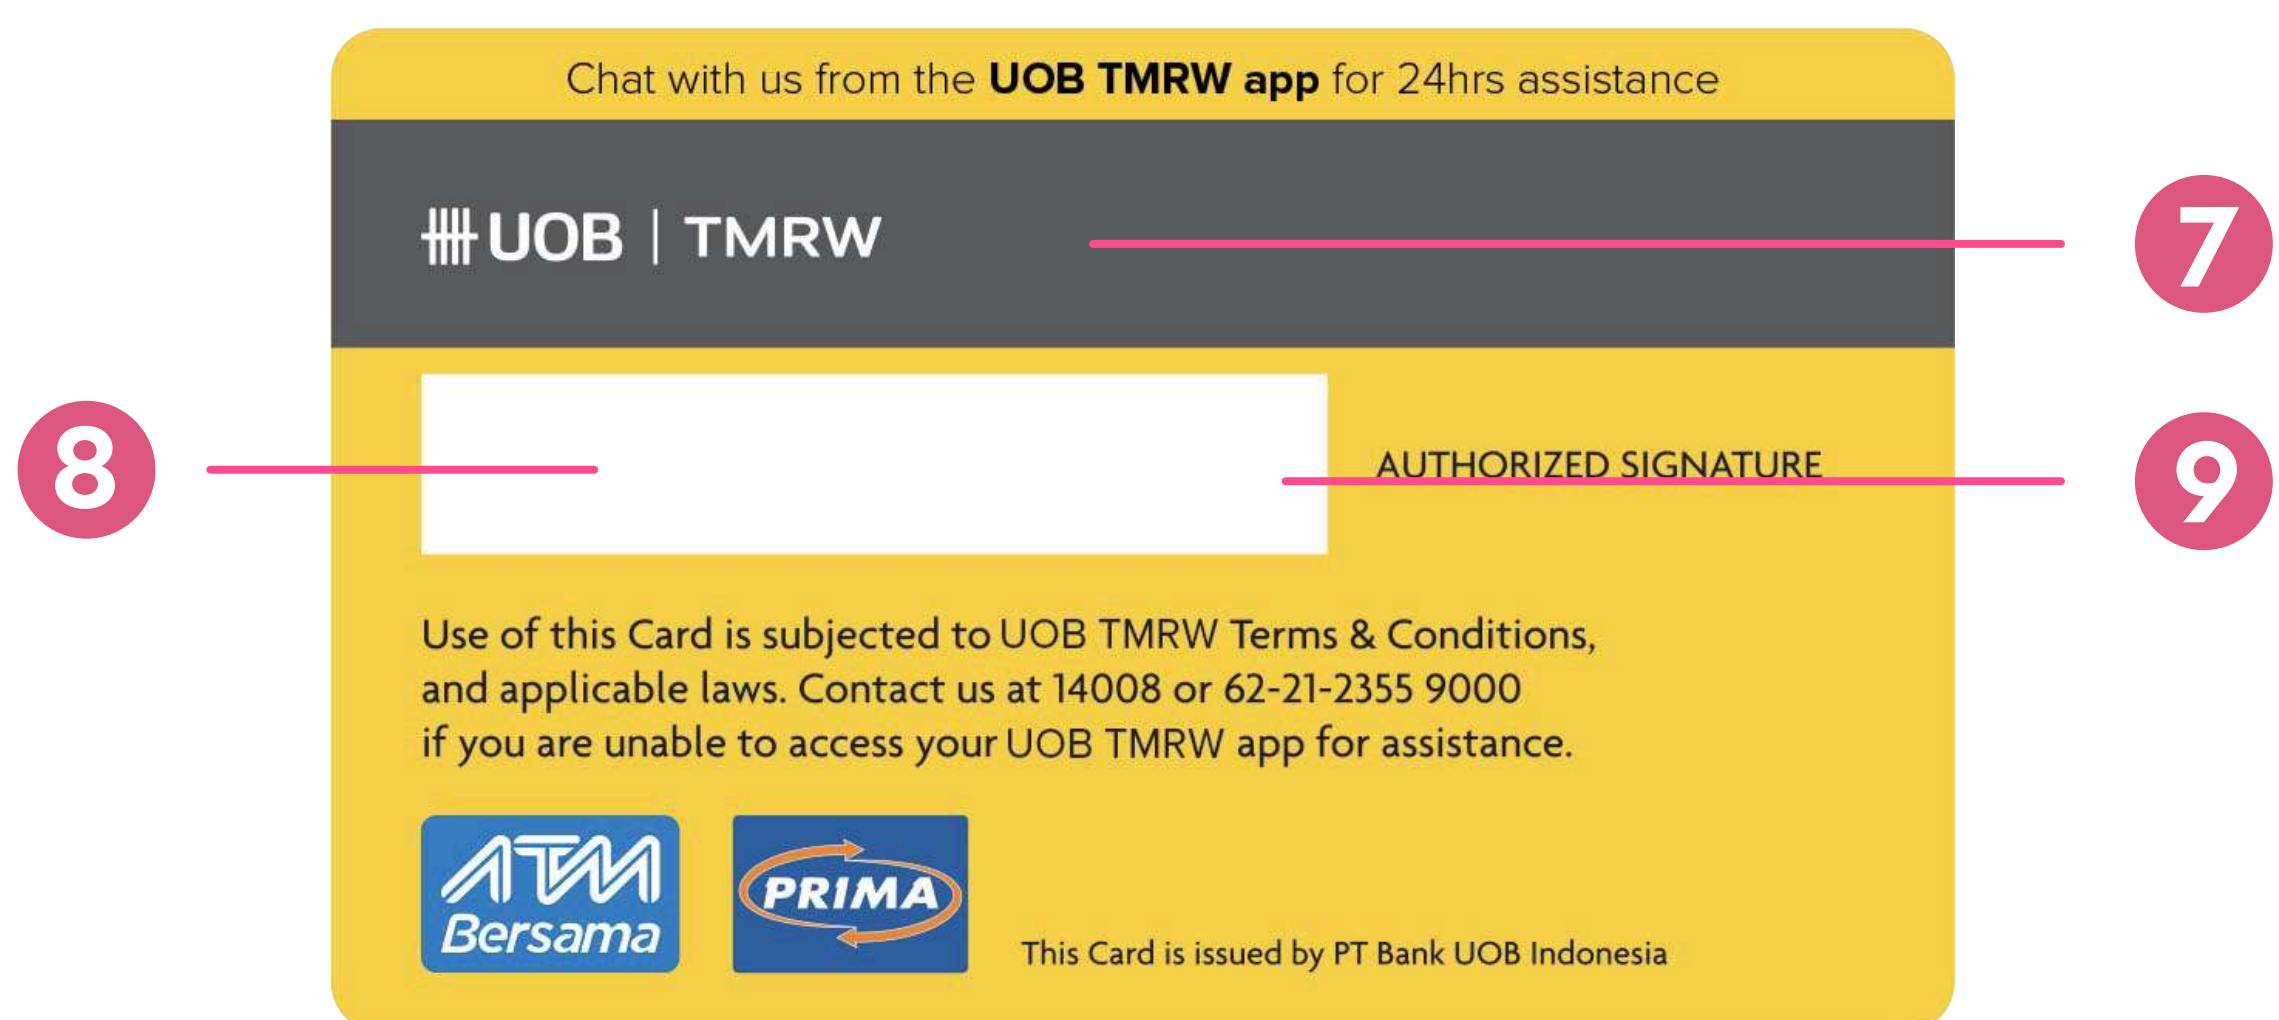 Chat with us from the UOB TMRW app for 24hrs assistance
UOB | TMRW
7
8
AUTHORIZED SIGNATURE
9
Use of this Card is subjected to UOB TMRW Terms & Conditions,
and applicable laws. Contact us at 14008 or 62-21-2355 9000
if you are unable to access your UOB TMRW app for assistance.
ATM
Bersama
PRIMA
This Card is issued by PT Bank UOB Indonesia